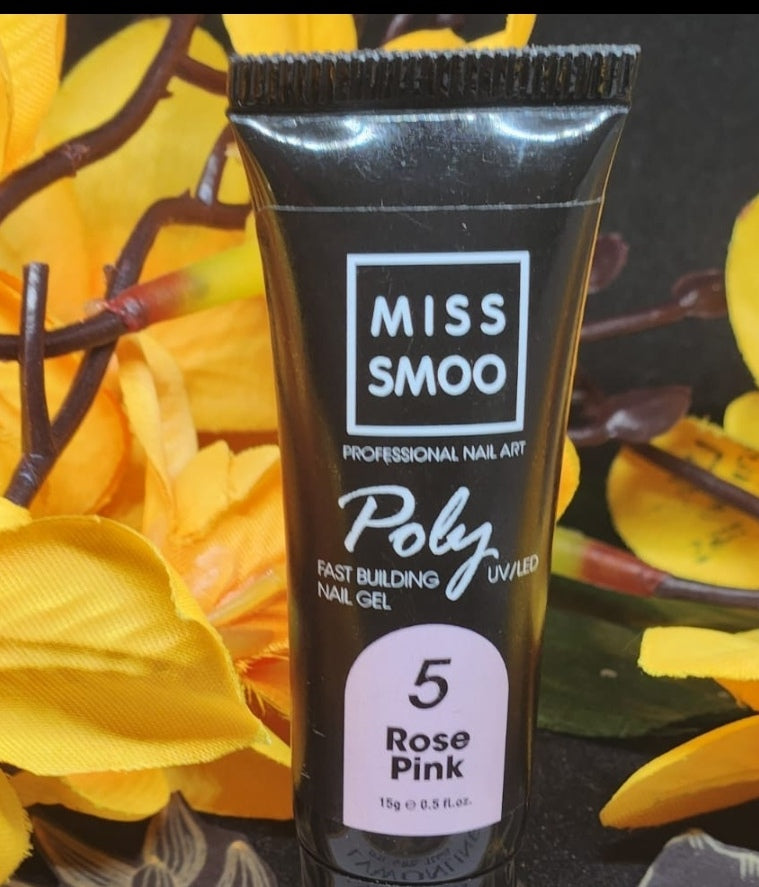 MISS
SMOO
PROFESSIONAL NAIL ART
Poly
FAST BUILDING UV/LED
NAIL GEL
5
Rose
Pink
15g ℮ 0.5 fl.oz.